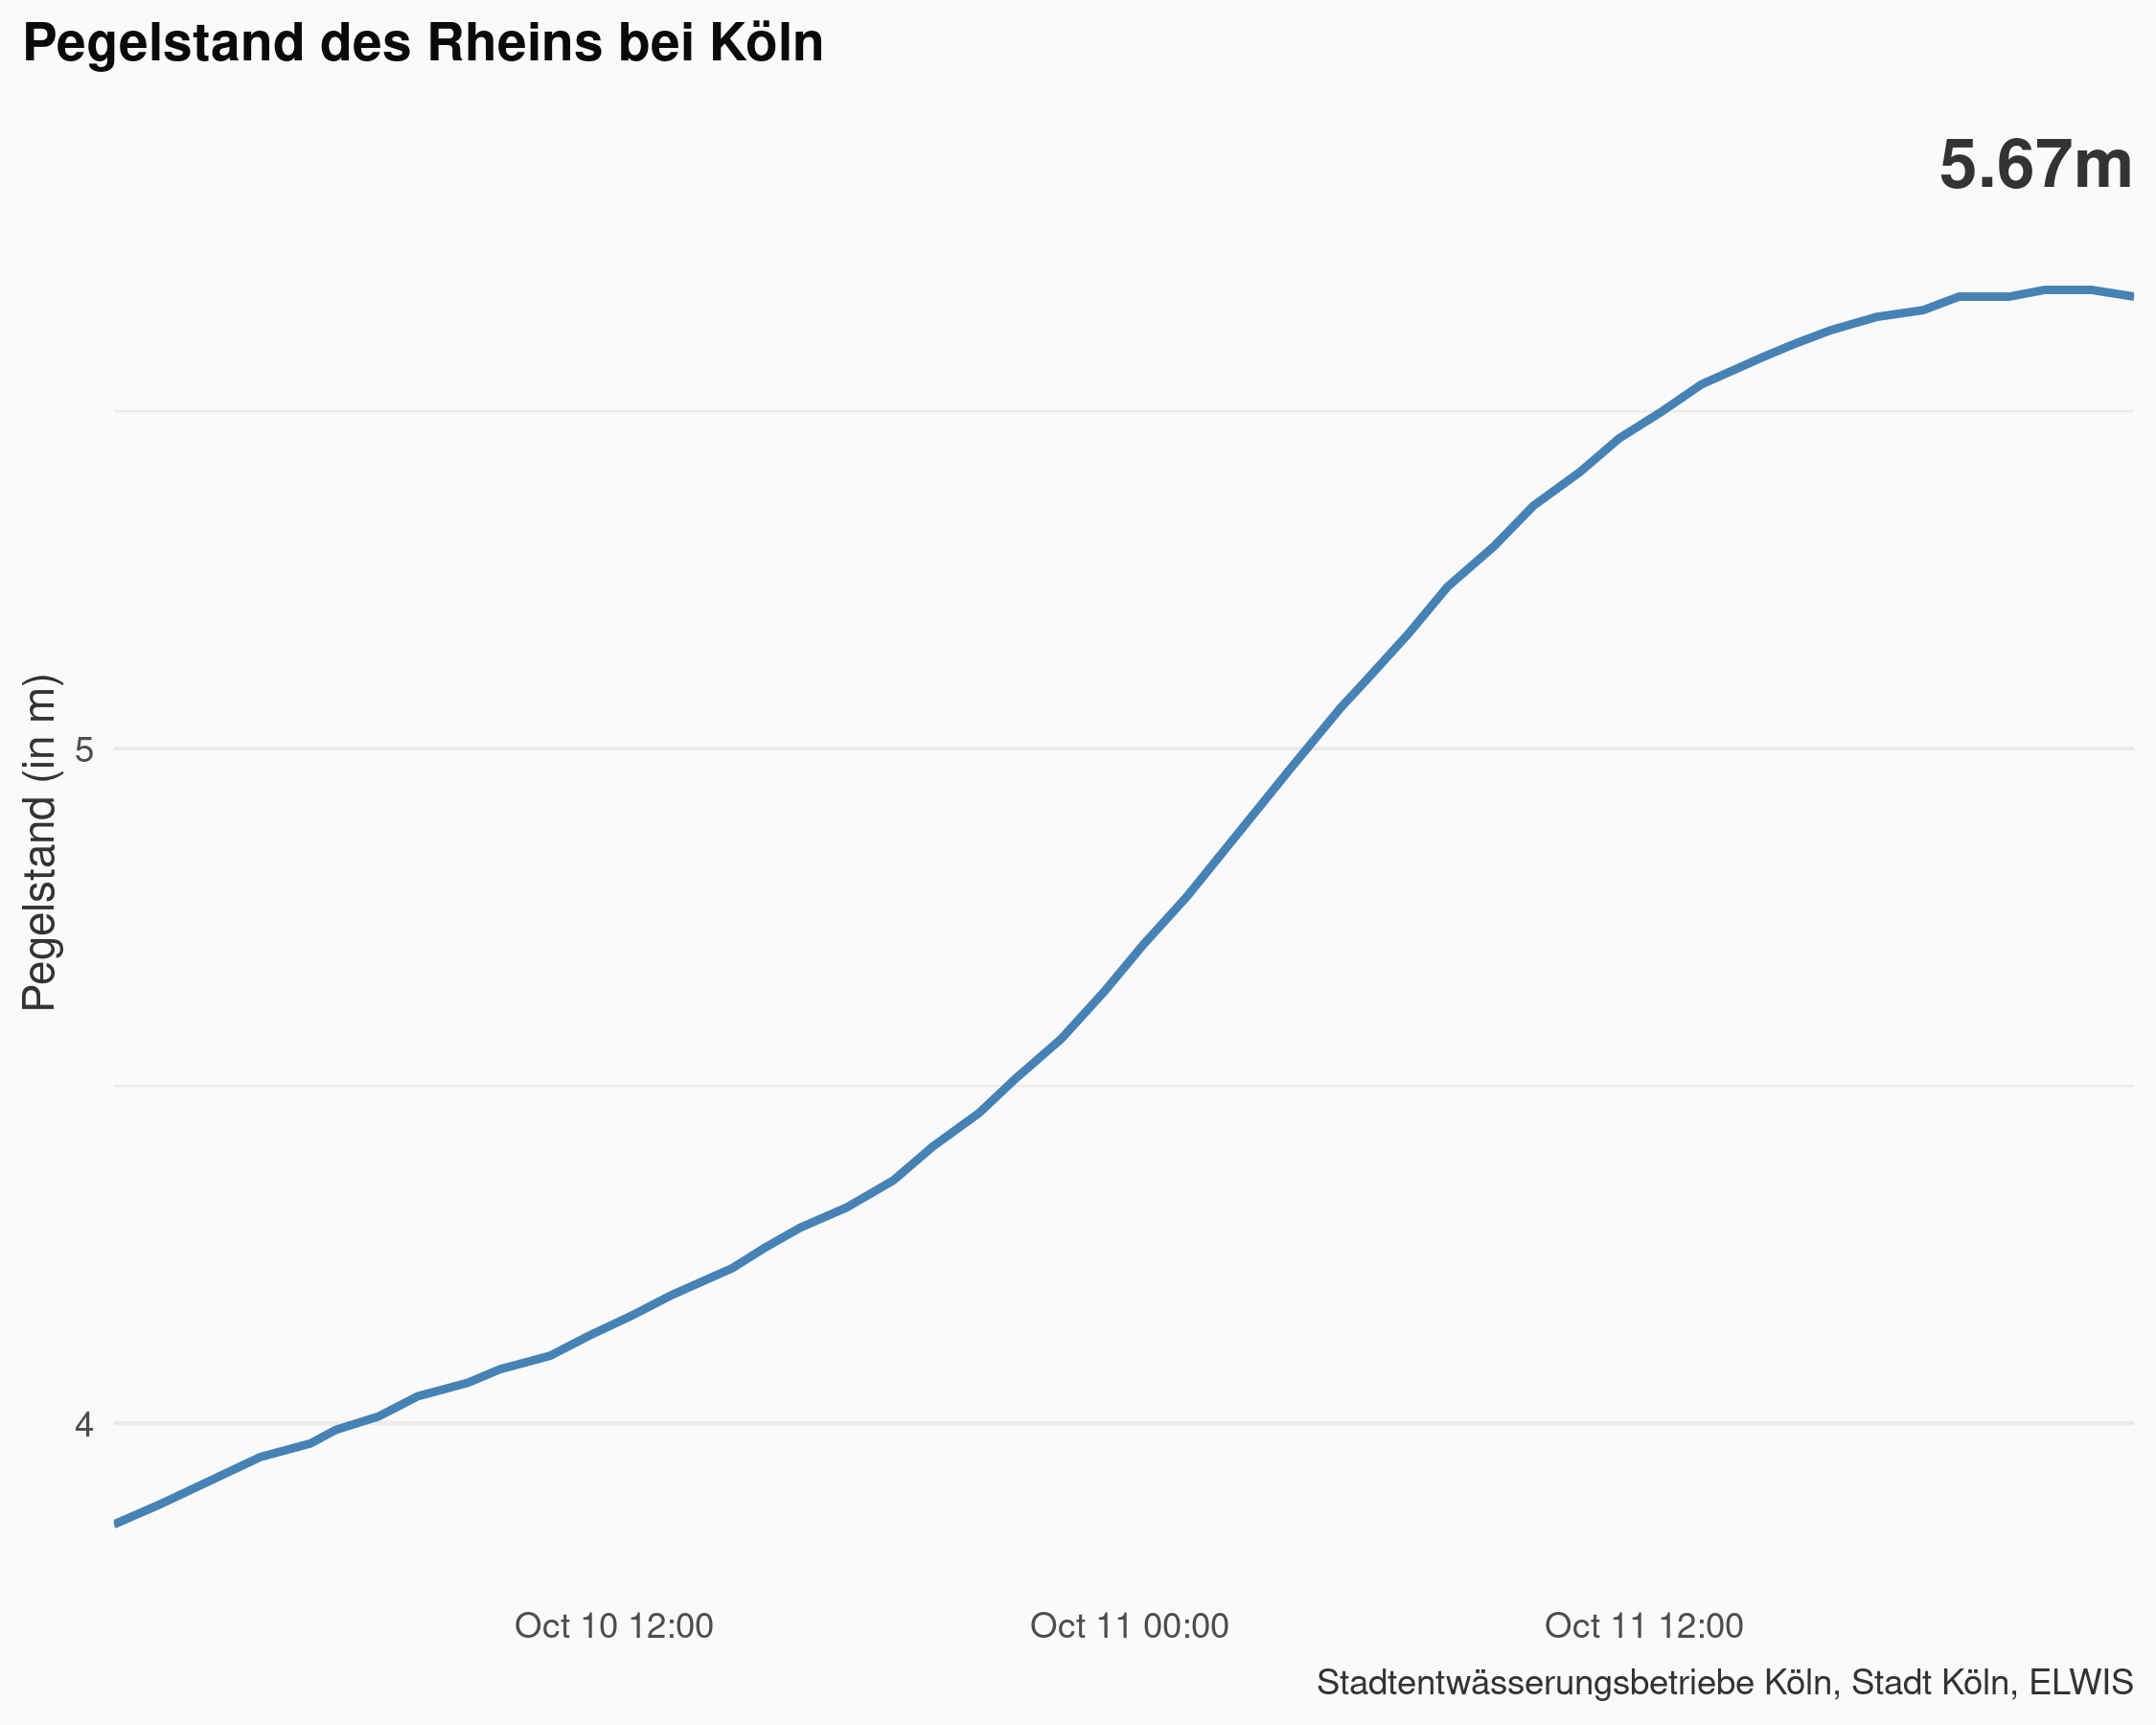 Pegelstand des Rheins bei Köln
5.67m
Pegelstand (in m)
5
4
Oct 10 12:00
Oct 11 00:00
Oct 11 12:00
Stadtentwässerungsbetriebe Köln, Stadt Köln, ELWIS